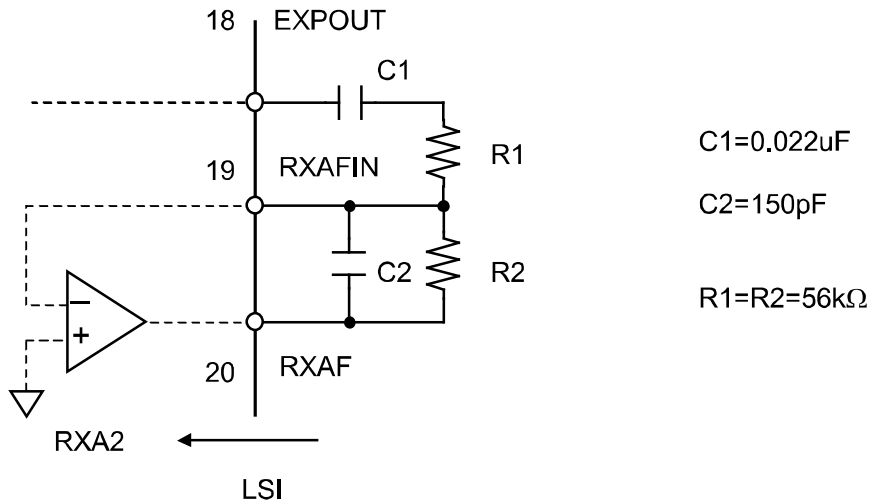 18 EXPOUT
C1
R1
C1=0.022uF
19 RXAFIN
C2=150pF
C2
R2
R1=R2=56kΩ
−
+
20 RXAF
RXA2
LSI